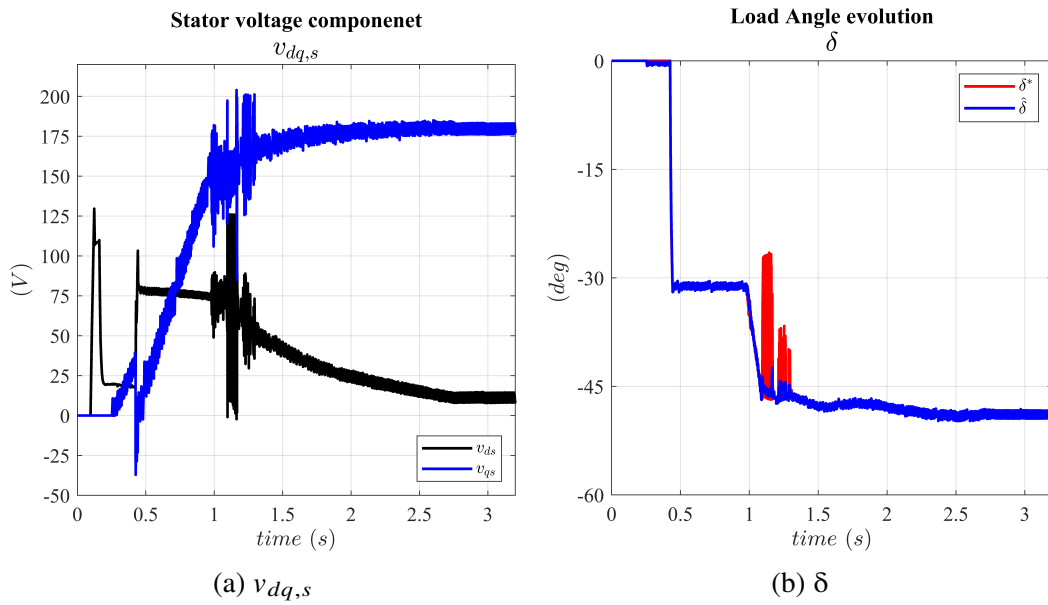 Stator voltage componenet
v_{dq,s}
200
175
150
125
100
75
50
25
0
-25
-50
(V)
v_{ds}
v_{qs}
0 0.5 1 1.5 2 2.5 3
time (s)
(a) v_{dq,s}
Load Angle evolution
δ
0
-15
-30
-45
-60
(deg)
δ*
δ̂
0 0.5 1 1.5 2 2.5 3
time (s)
(b) δ